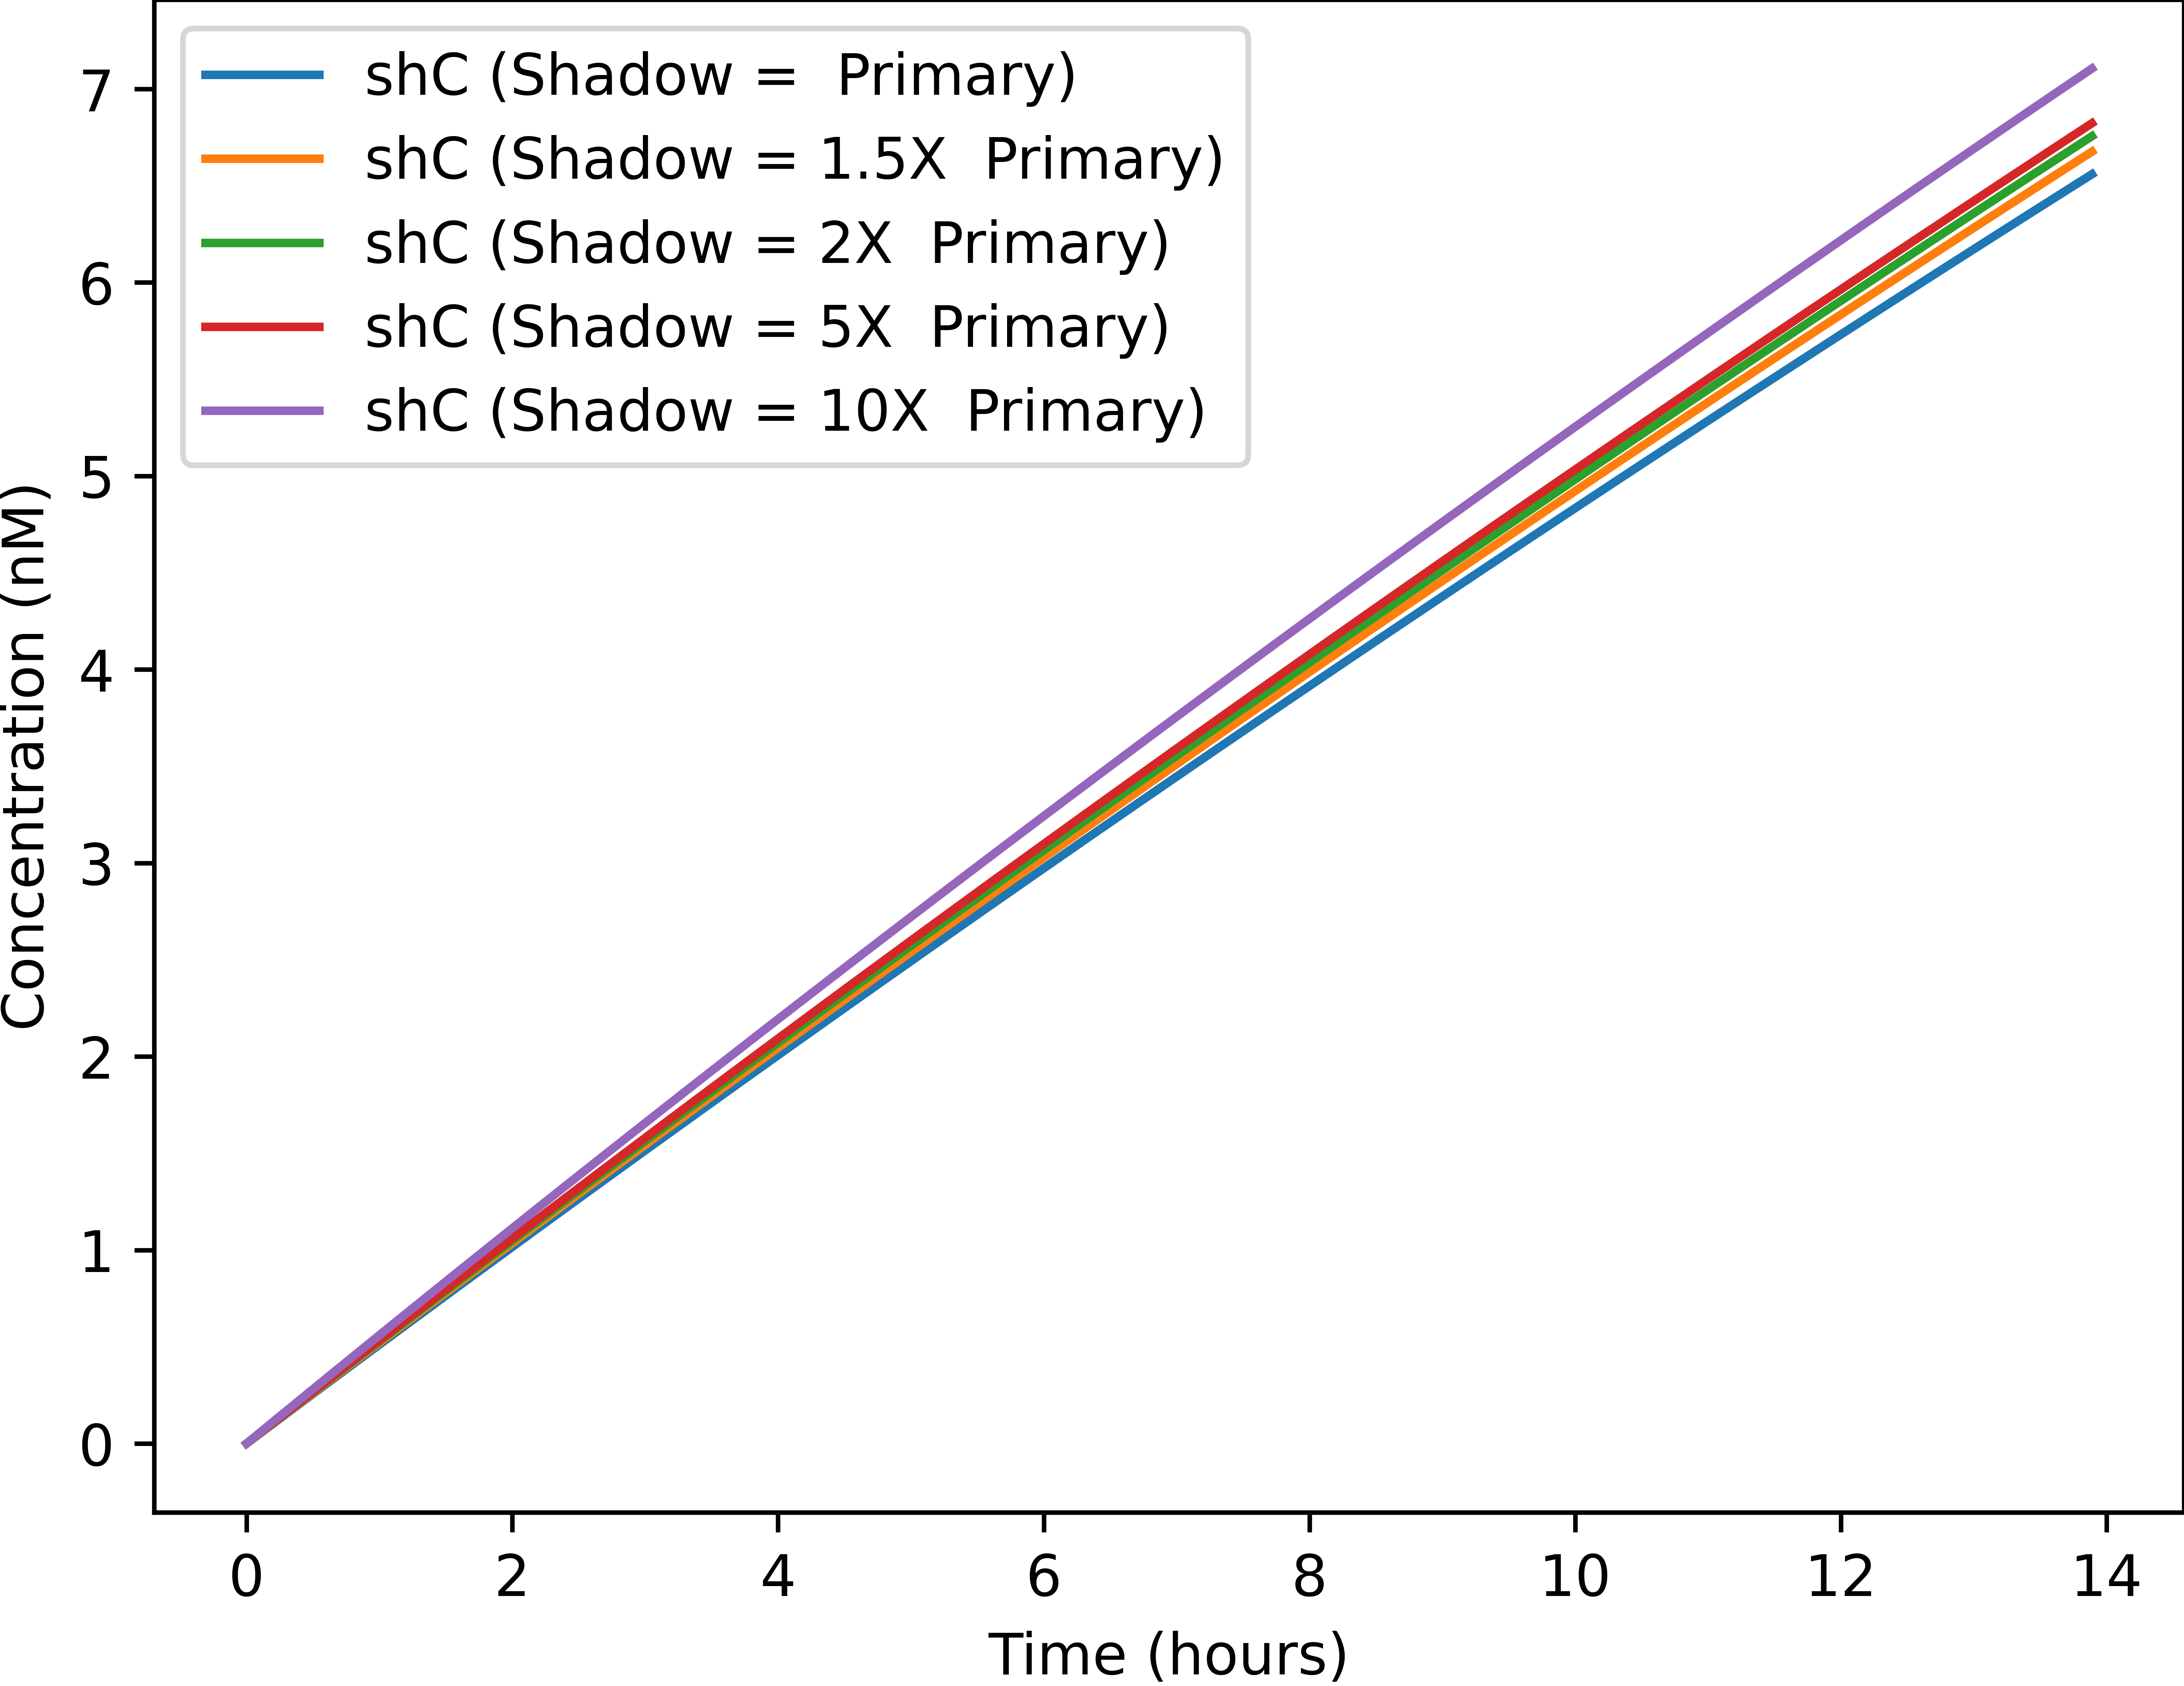 shC (Shadow =  Primary)
shC (Shadow = 1.5X  Primary)
shC (Shadow = 2X  Primary)
shC (Shadow = 5X  Primary)
shC (Shadow = 10X  Primary)
Concentration (nM)
7
6
5
4
3
2
1
0
0 2 4 6 8 10 12 14
Time (hours)